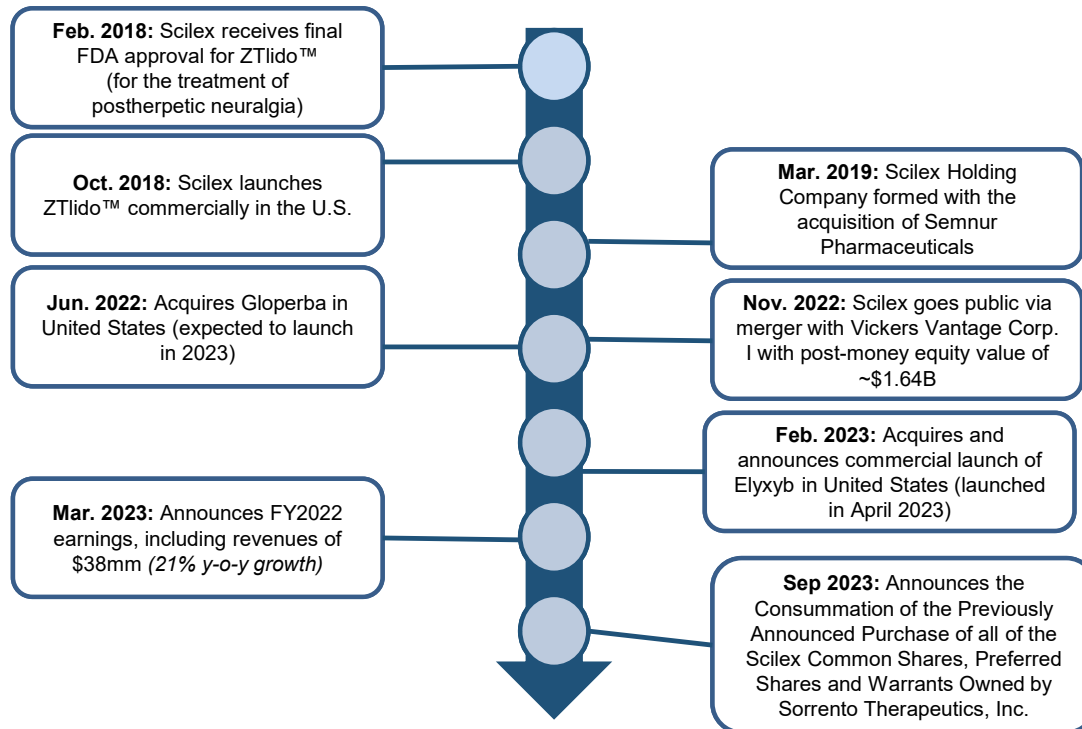 Feb. 2018: Scilex receives final
FDA approval for ZTlido™
(for the treatment of
postherpetic neuralgia)
Oct. 2018: Scilex launches
ZTlido™ commercially in the U.S.
Mar. 2019: Scilex Holding
Company formed with the
acquisition of Semnur
Pharmaceuticals
Jun. 2022: Acquires Gloperba in
United States (expected to launch
in 2023)
Nov. 2022: Scilex goes public via
merger with Vickers Vantage Corp.
I with post-money equity value of
~$1.64B
Feb. 2023: Acquires and
announces commercial launch of
Elyxyb in United States (launched
in April 2023)
Mar. 2023: Announces FY2022
earnings, including revenues of
$38mm (21% y-o-y growth)
Sep 2023: Announces the
Consummation of the Previously
Announced Purchase of all of the
Scilex Common Shares, Preferred
Shares and Warrants Owned by
Sorrento Therapeutics, Inc.